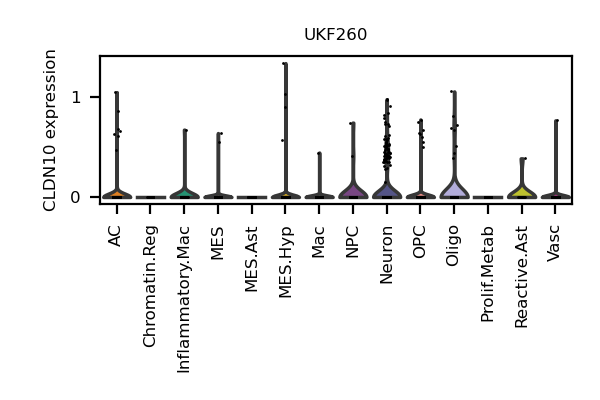 UKF260
CLDN10 expression
1
0
AC
Chromatin.Reg
Inflammatory.Mac
MES
MES.Ast
MES.Hyp
Mac
NPC
Neuron
OPC
Oligo
Prolif.Metab
Reactive.Ast
Vasc